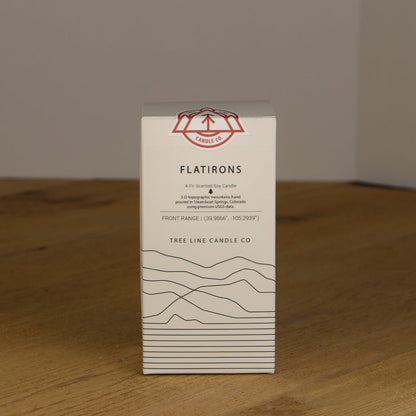 CANDLE CO.
FLATIRONS
A Fir-Scented Soy Candle
3-D topographic mountains hand
poured in Steamboat Springs, Colorado
using premium USGS data.
FRONT RANGE | (39.9866°, -105.2939°)
TREE LINE CANDLE CO